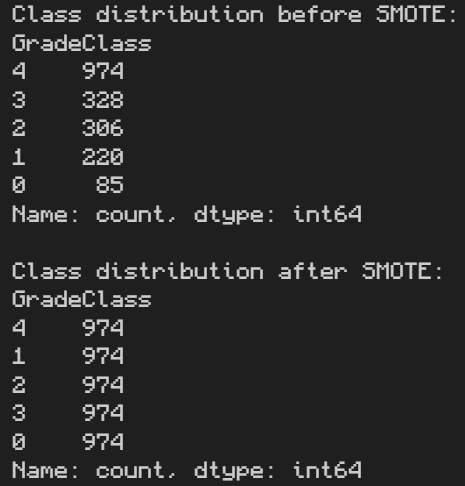 Class distribution before SMOTE:
GradeClass
4    974
3    328
2    306
1    220
0     85
Name: count, dtype: int64
Class distribution after SMOTE:
GradeClass
4    974
1    974
2    974
3    974
0    974
Name: count, dtype: int64